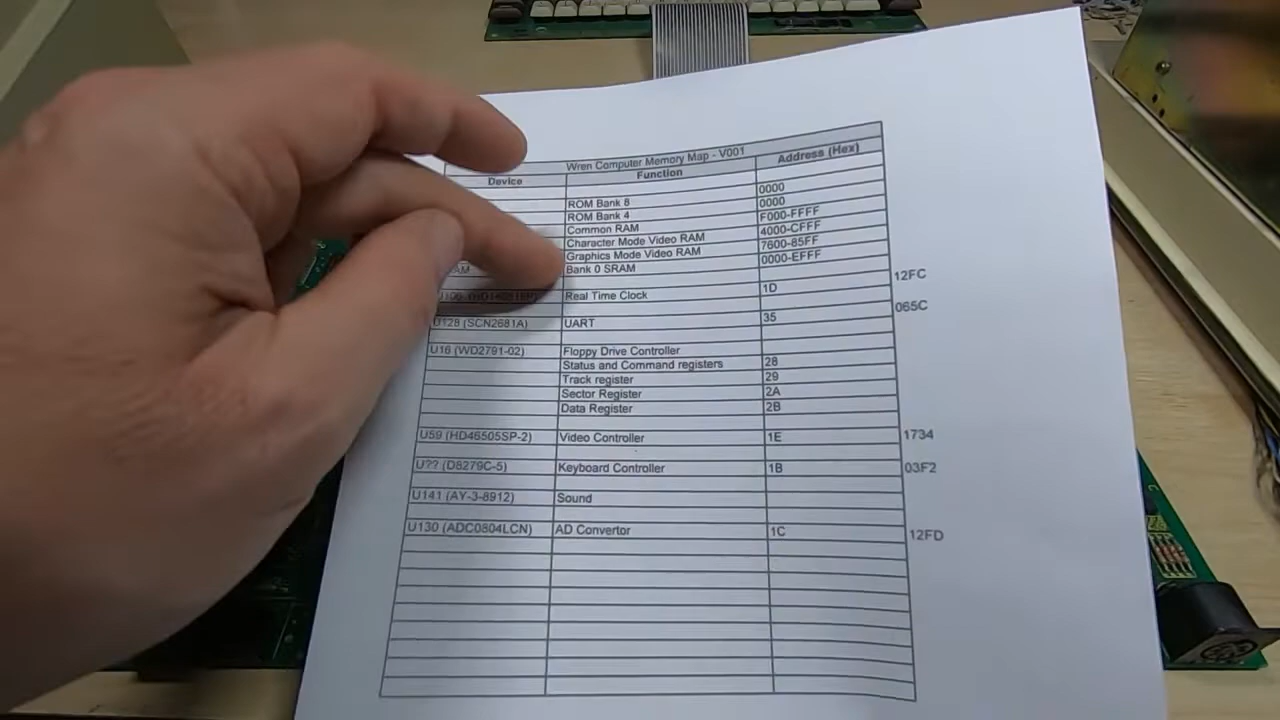 Wren Computer Memory Map - V001
Device Function Address (Hex)
ROM Bank 8 0000
ROM Bank 4 0000
Common RAM F000-FFFF
Character Mode Video RAM 4000-CFFF
Graphics Mode Video RAM 7600-85FF
Bank 0 SRAM 0000-EFFF
Real Time Clock 1D 12FC
U128 (SCN2681A) UART 35 065C
U16 (WD2791-02) Floppy Drive Controller
Status and Command registers 28
Track register 29
Sector Register 2A
Data Register 2B
U59 (HD46505SP-2) Video Controller 1E 1734
U?? (D8279C-5) Keyboard Controller 1B 03F2
U141 (AY-3-8912) Sound
U130 (ADC0804LCN) AD Convertor 1C 12FD